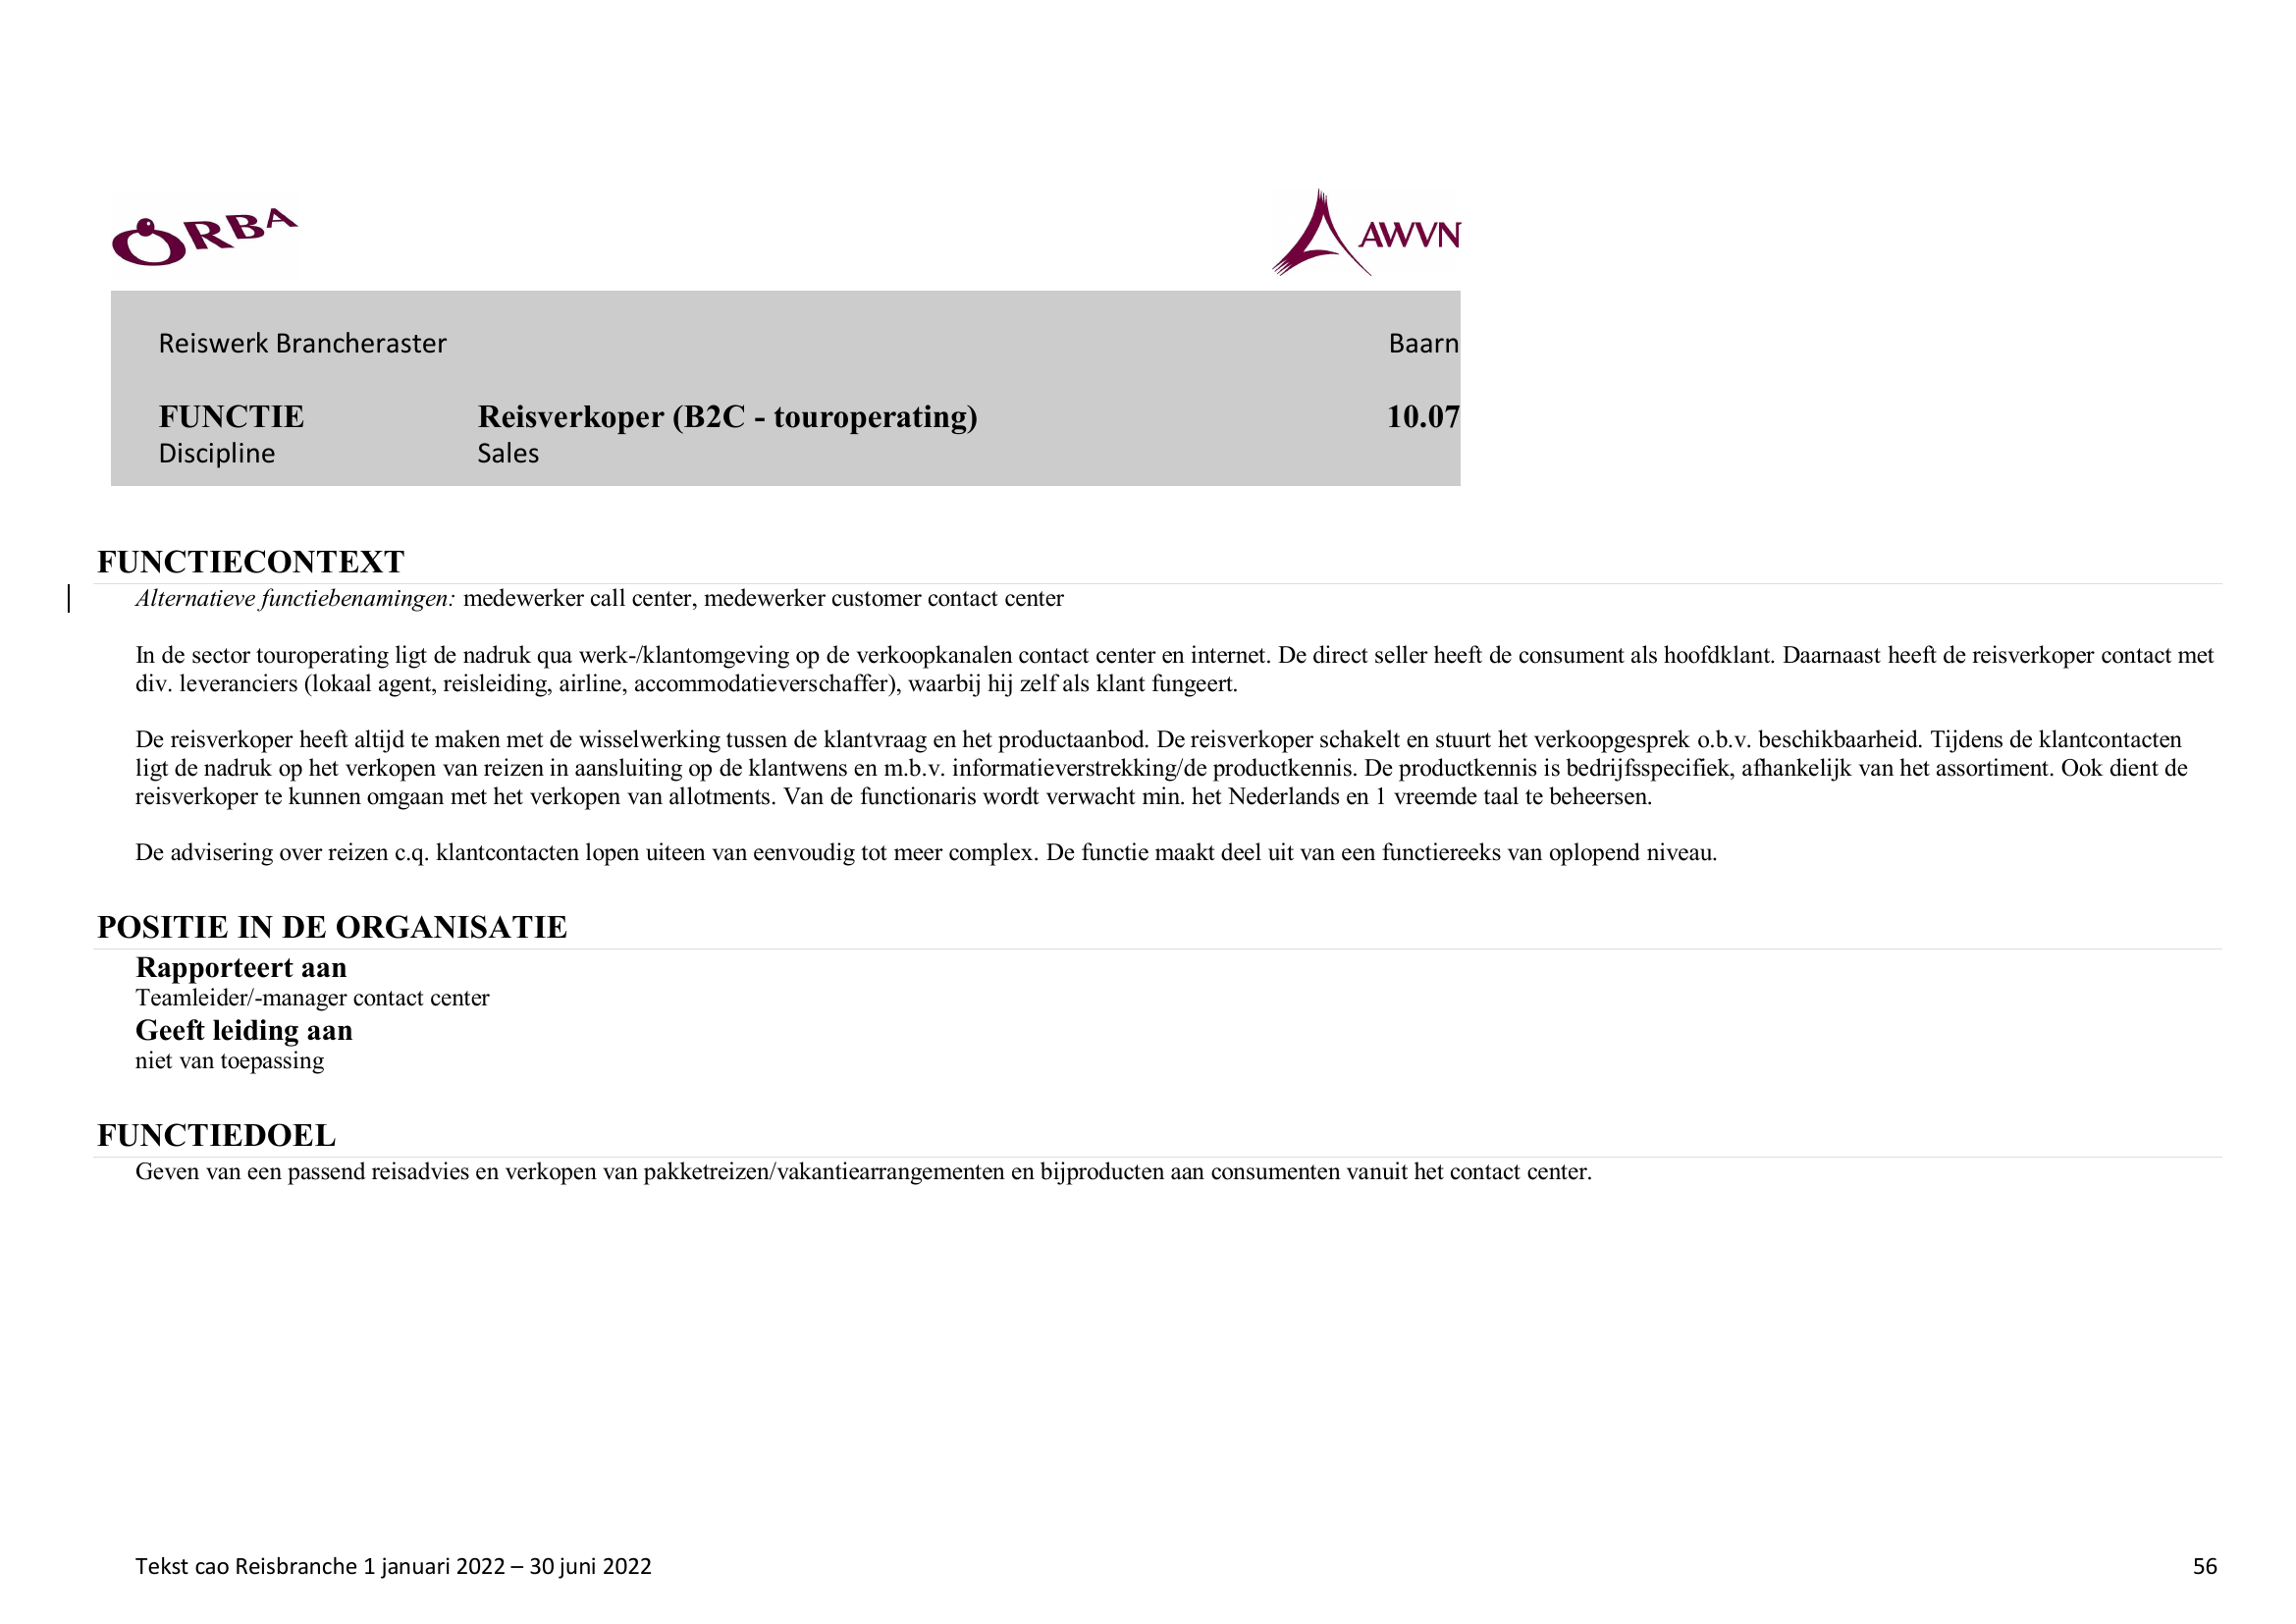 ORBA
AWVN
Reiswerk Brancheraster Baarn
FUNCTIE Reisverkoper (B2C - touroperating) 10.07
Discipline Sales
FUNCTIECONTEXT
Alternatieve functiebenamingen: medewerker call center, medewerker customer contact center
In de sector touroperating ligt de nadruk qua werk-/klantomgeving op de verkoopkanalen contact center en internet. De direct seller heeft de consument als hoofdklant. Daarnaast heeft de reisverkoper contact met
div. leveranciers (lokaal agent, reisleiding, airline, accommodatieverschaffer), waarbij hij zelf als klant fungeert.
De reisverkoper heeft altijd te maken met de wisselwerking tussen de klantvraag en het productaanbod. De reisverkoper schakelt en stuurt het verkoopgesprek o.b.v. beschikbaarheid. Tijdens de klantcontacten
ligt de nadruk op het verkopen van reizen in aansluiting op de klantwens en m.b.v. informatieverstrekking/de productkennis. De productkennis is bedrijfsspecifiek, afhankelijk van het assortiment. Ook dient de
reisverkoper te kunnen omgaan met het verkopen van allotments. Van de functionaris wordt verwacht min. het Nederlands en 1 vreemde taal te beheersen.
De advisering over reizen c.q. klantcontacten lopen uiteen van eenvoudig tot meer complex. De functie maakt deel uit van een functiereeks van oplopend niveau.
POSITIE IN DE ORGANISATIE
Rapporteert aan
Teamleider/-manager contact center
Geeft leiding aan
niet van toepassing
FUNCTIEDOEL
Geven van een passend reisadvies en verkopen van pakketreizen/vakantiearrangementen en bijproducten aan consumenten vanuit het contact center.
Tekst cao Reisbranche 1 januari 2022 – 30 juni 2022 56